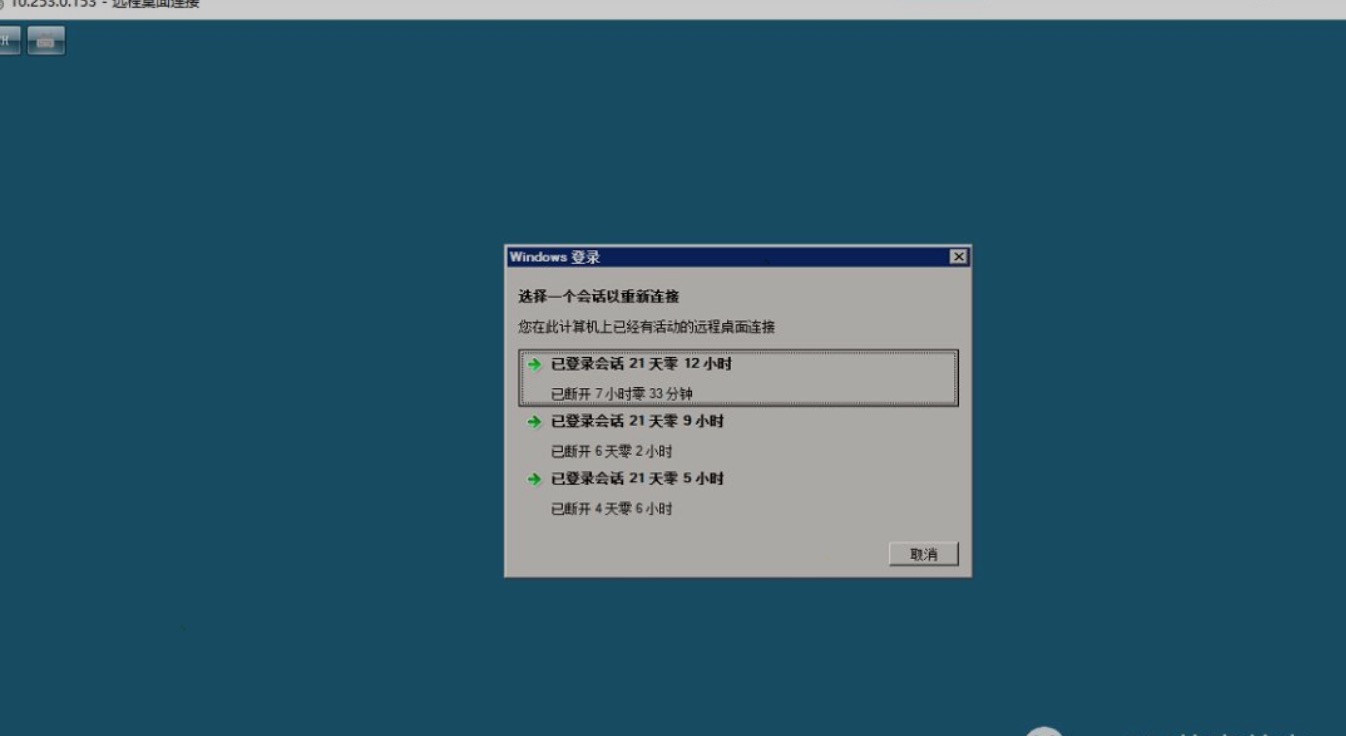 10.253.0.153 - 远程桌面连接
CH
Windows 登录
选择一个会话以重新连接
您在此计算机上已经有活动的远程桌面连接
已登录会话 21 天零 12 小时
已断开 7 小时零 33 分钟
已登录会话 21 天零 9 小时
已断开 6 天零 2 小时
已登录会话 21 天零 5 小时
已断开 4 天零 6 小时
取消